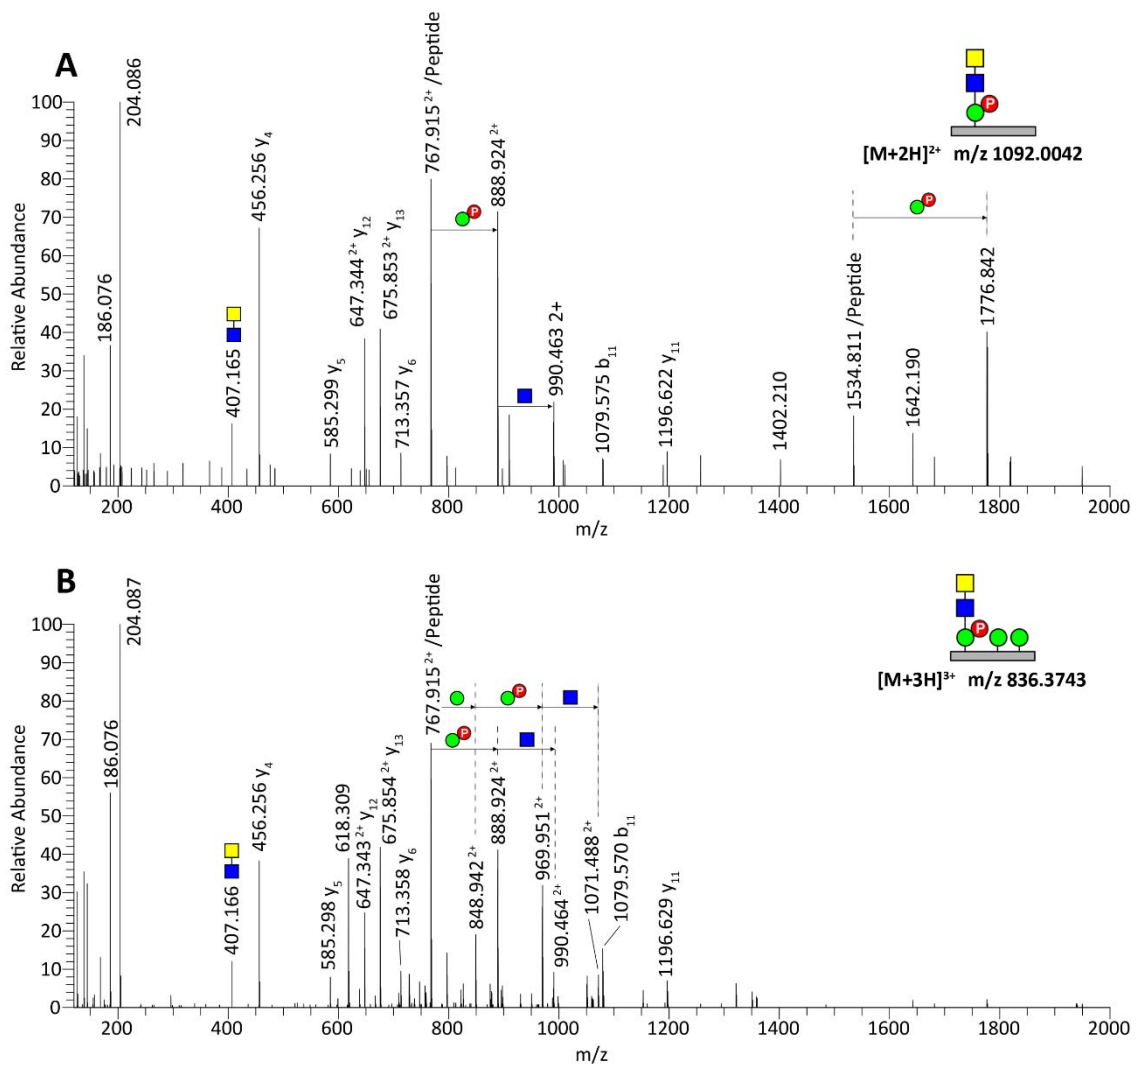 A
204.086
186.076
407.165
456.256 y4
585.299 y5
647.344 2+ y12
675.853 2+ y13
713.357 y6
767.915 2+ /Peptide
888.924 2+
990.463 2+
1079.575 b11
1196.622 y11
1402.210
1534.811 /Peptide
1642.190
1776.842
P
P
P
[M+2H]2+ m/z 1092.0042
Relative Abundance
100
90
80
70
60
50
40
30
20
10
0
200 400 600 800 1000 1200 1400 1600 1800 2000
m/z
B
204.087
186.076
407.166
456.256 y4
585.298 y5
618.309
647.343 2+ y12
675.854 2+ y13
713.358 y6
767.915 2+ /Peptide
848.942 2+
888.924 2+
969.951 2+
990.464 2+
1071.488 2+
1079.570 b11
1196.629 y11
P
P
P
[M+3H]3+ m/z 836.3743
Relative Abundance
100
90
80
70
60
50
40
30
20
10
0
200 400 600 800 1000 1200 1400 1600 1800 2000
m/z